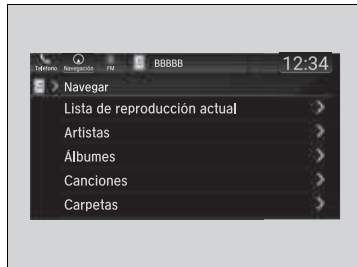 Teléfono Navegación FM BBBBB 12:34
Navegar
Lista de reproducción actual
Artistas
Álbumes
Canciones
Carpetas